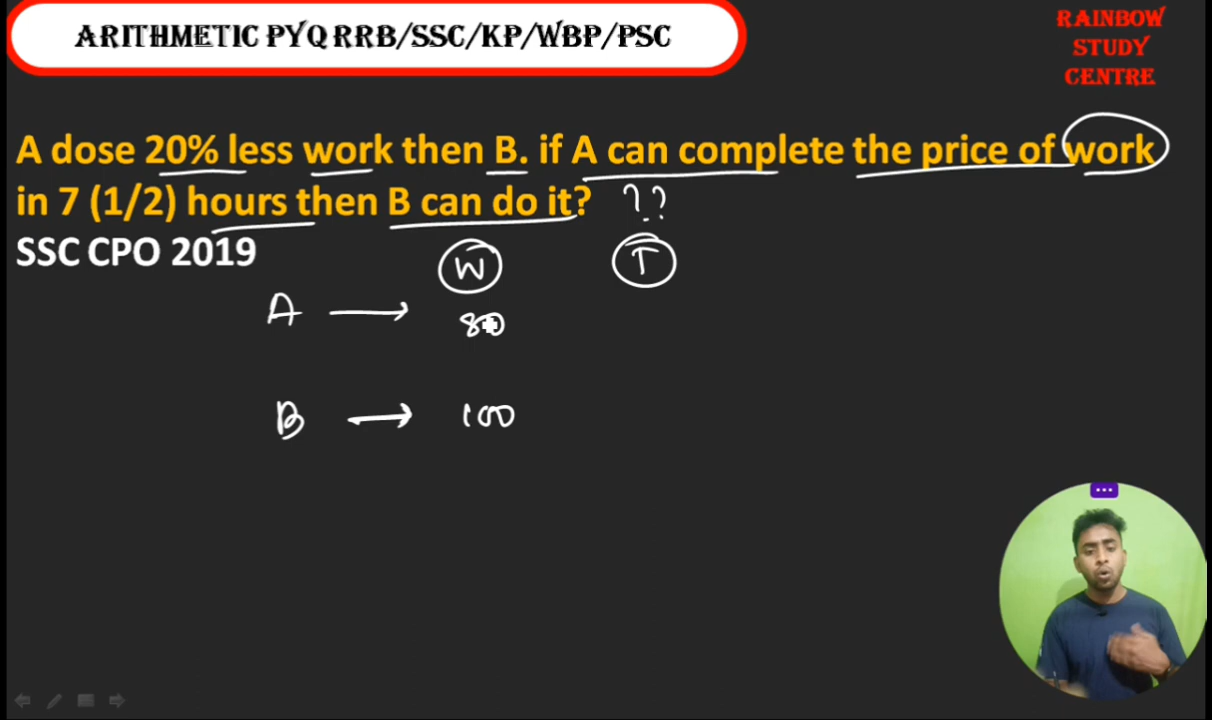 ARITHMETIC PYQ RRB/SSC/KP/WBP/PSC
RAINBOW
STUDY
CENTRE
A dose 20% less work then B. if A can complete the price of work
in 7 (1/2) hours then B can do it? ??
SSC CPO 2019
W T
A → 80
B → 100